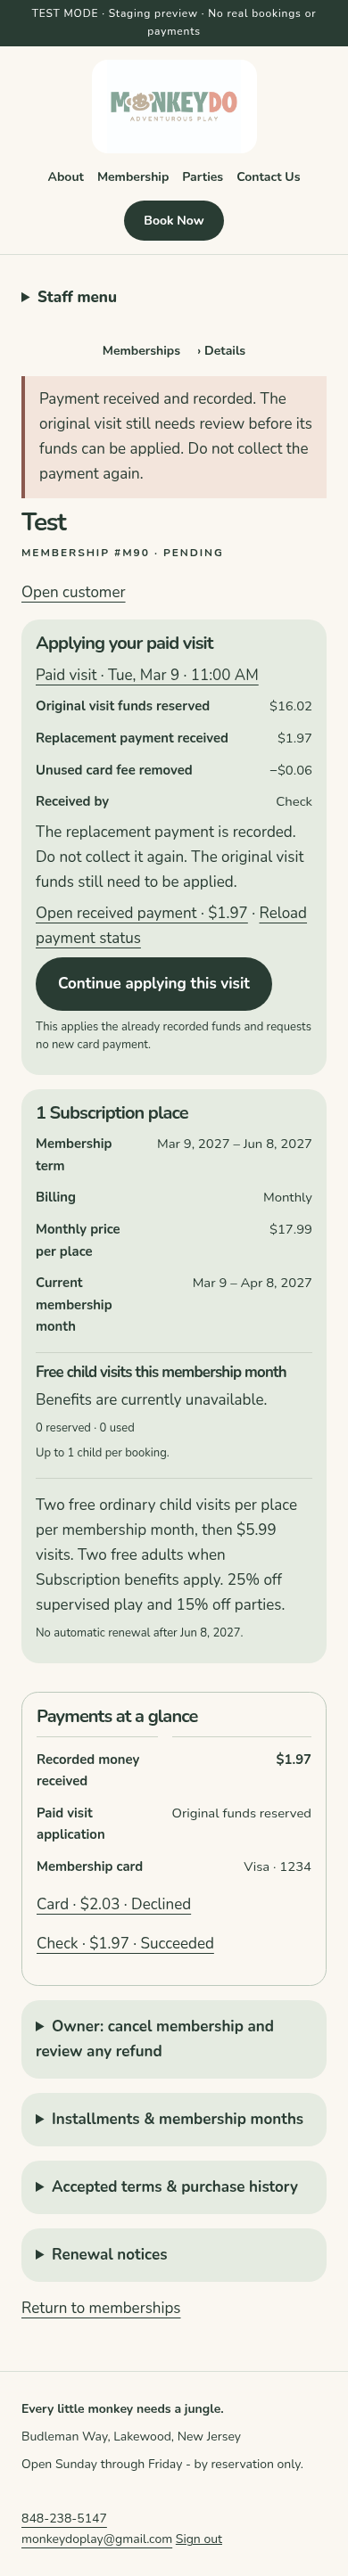 TEST MODE · Staging preview · No real bookings or
payments
MONKEYDO
ADVENTUROUS PLAY
About Membership Parties Contact Us
Book Now
▶ Staff menu
Memberships › Details
Payment received and recorded. The
original visit still needs review before its
funds can be applied. Do not collect the
payment again.
Test
MEMBERSHIP #M90 · PENDING
Open customer
Applying your paid visit
Paid visit · Tue, Mar 9 · 11:00 AM
Original visit funds reserved $16.02
Replacement payment received $1.97
Unused card fee removed −$0.06
Received by Check
The replacement payment is recorded.
Do not collect it again. The original visit
funds still need to be applied.
Open received payment · $1.97 · Reload
payment status
Continue applying this visit
This applies the already recorded funds and requests
no new card payment.
1 Subscription place
Membership Mar 9, 2027 – Jun 8, 2027
term
Billing Monthly
Monthly price $17.99
per place
Current Mar 9 – Apr 8, 2027
membership
month
Free child visits this membership month
Benefits are currently unavailable.
0 reserved · 0 used
Up to 1 child per booking.
Two free ordinary child visits per place
per membership month, then $5.99
visits. Two free adults when
Subscription benefits apply. 25% off
supervised play and 15% off parties.
No automatic renewal after Jun 8, 2027.
Payments at a glance
Recorded money $1.97
received
Paid visit Original funds reserved
application
Membership card Visa · 1234
Card · $2.03 · Declined
Check · $1.97 · Succeeded
▶ Owner: cancel membership and
review any refund
▶ Installments & membership months
▶ Accepted terms & purchase history
▶ Renewal notices
Return to memberships
Every little monkey needs a jungle.
Budleman Way, Lakewood, New Jersey
Open Sunday through Friday - by reservation only.
848-238-5147
monkeydoplay@gmail.com Sign out